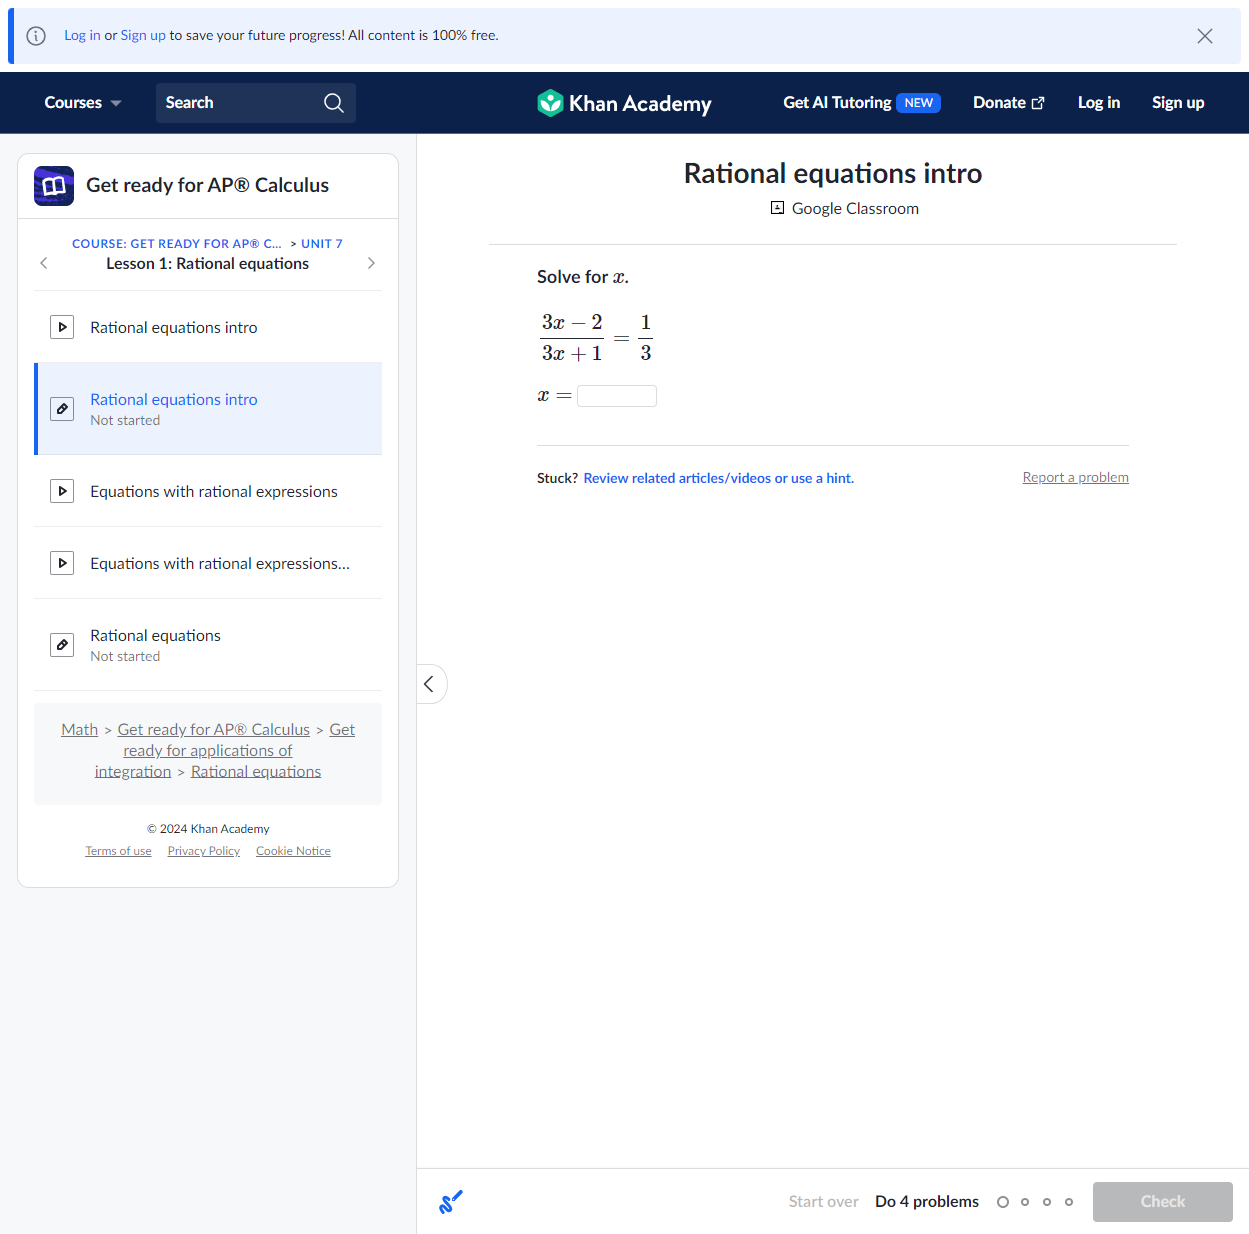 Log in or Sign up to save your future progress! All content is 100% free.
Courses
Search
Khan Academy
Get AI Tutoring NEW
Donate
Log in
Sign up
Get ready for AP® Calculus
COURSE: GET READY FOR AP® C... > UNIT 7
Lesson 1: Rational equations
Rational equations intro
Rational equations intro
Not started
Equations with rational expressions
Equations with rational expressions...
Rational equations
Not started
Math > Get ready for AP® Calculus > Get
ready for applications of
integration > Rational equations
© 2024 Khan Academy
Terms of use Privacy Policy Cookie Notice
Rational equations intro
Google Classroom
Solve for x.
3x − 2
3x + 1
=
1
3
x =
Stuck? Review related articles/videos or use a hint.
Report a problem
Start over
Do 4 problems
Check